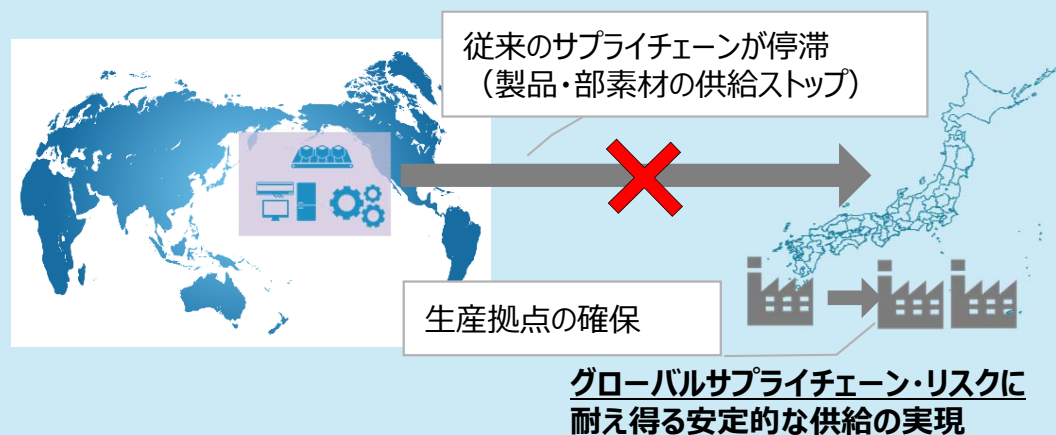 従来のサプライチェーンが停滞
（製品・部素材の供給ストップ）
生産拠点の確保
グローバルサプライチェーン・リスクに
耐え得る安定的な供給の実現